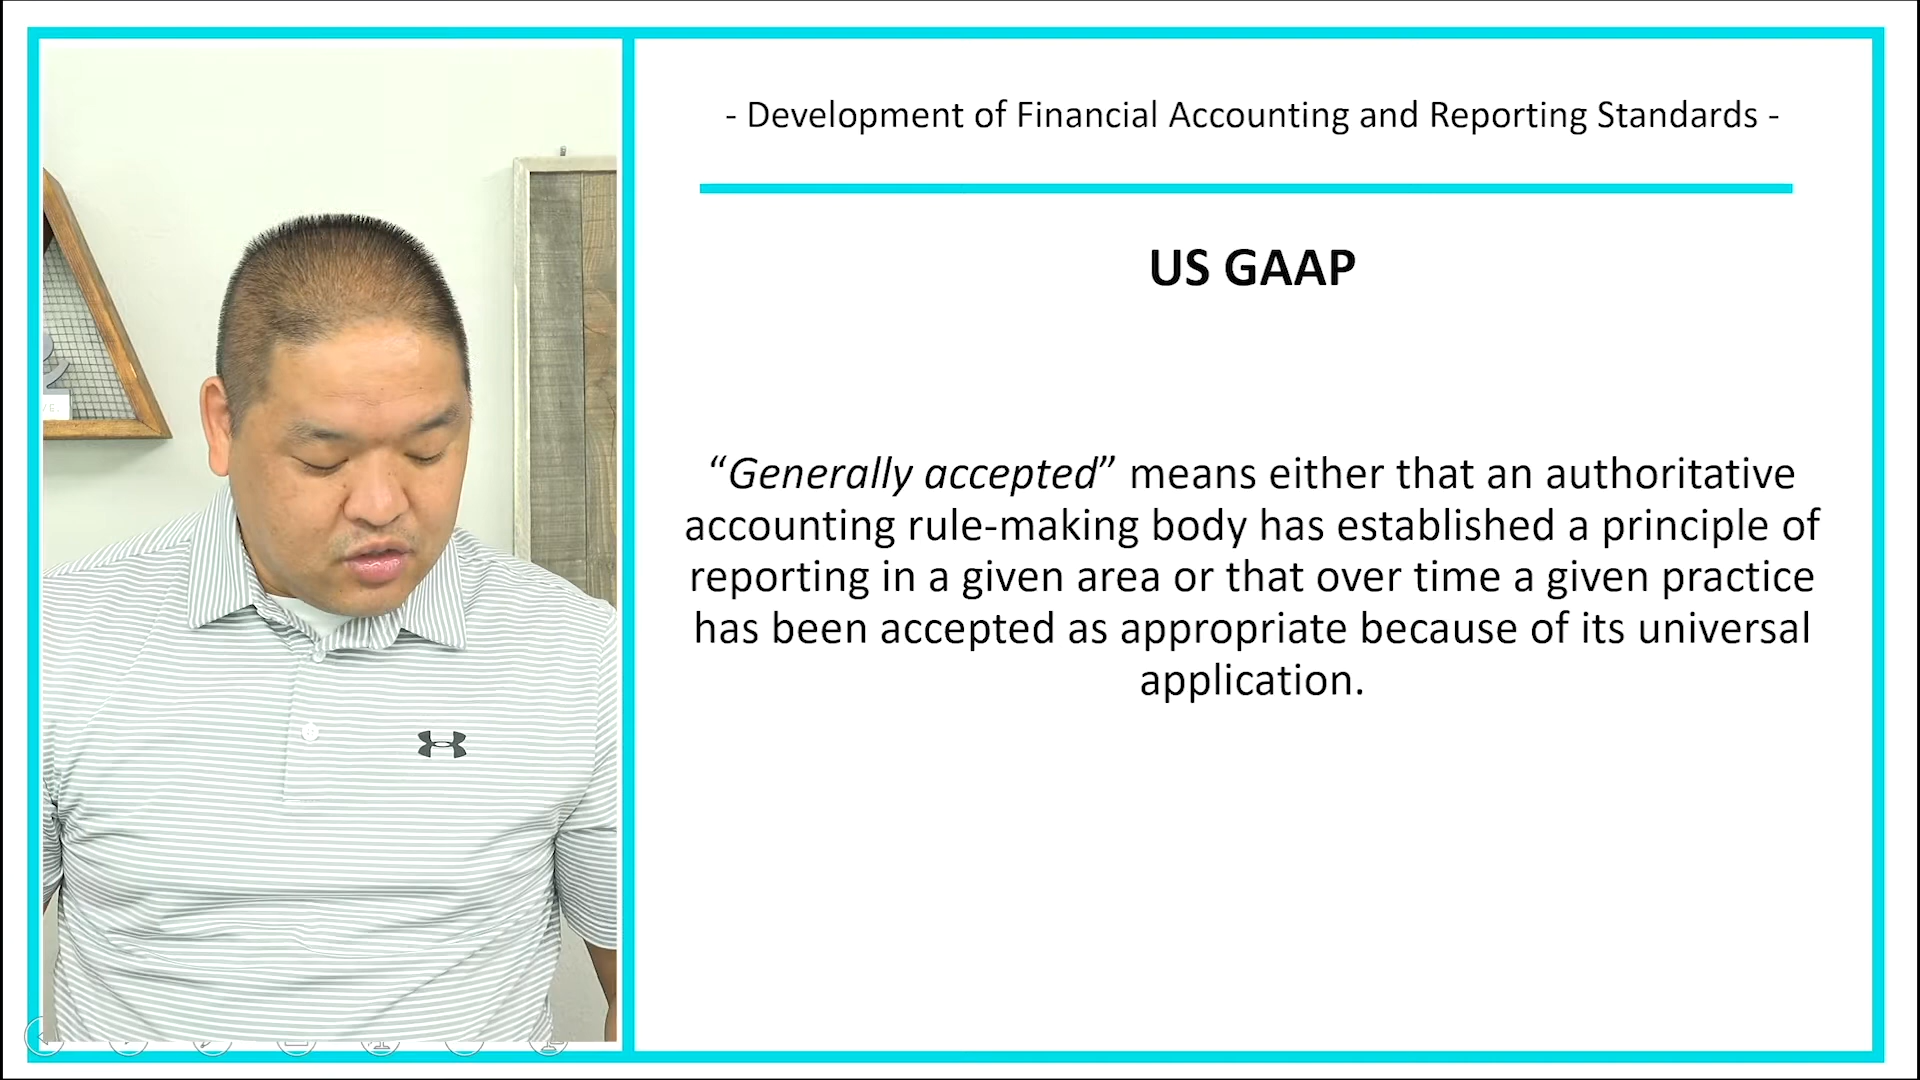 - Development of Financial Accounting and Reporting Standards -
US GAAP
“Generally accepted” means either that an authoritative
accounting rule-making body has established a principle of
reporting in a given area or that over time a given practice
has been accepted as appropriate because of its universal
application.